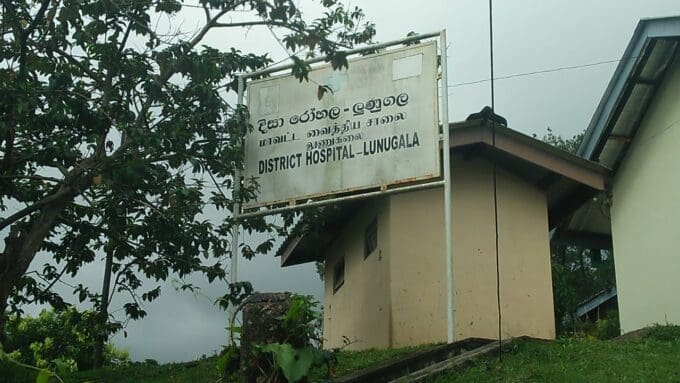 දිසා රෝහල - ලුණුගල
மாவட்ட வைத்திய சாலை
லுணுகலை
DISTRICT HOSPITAL - LUNUGALA